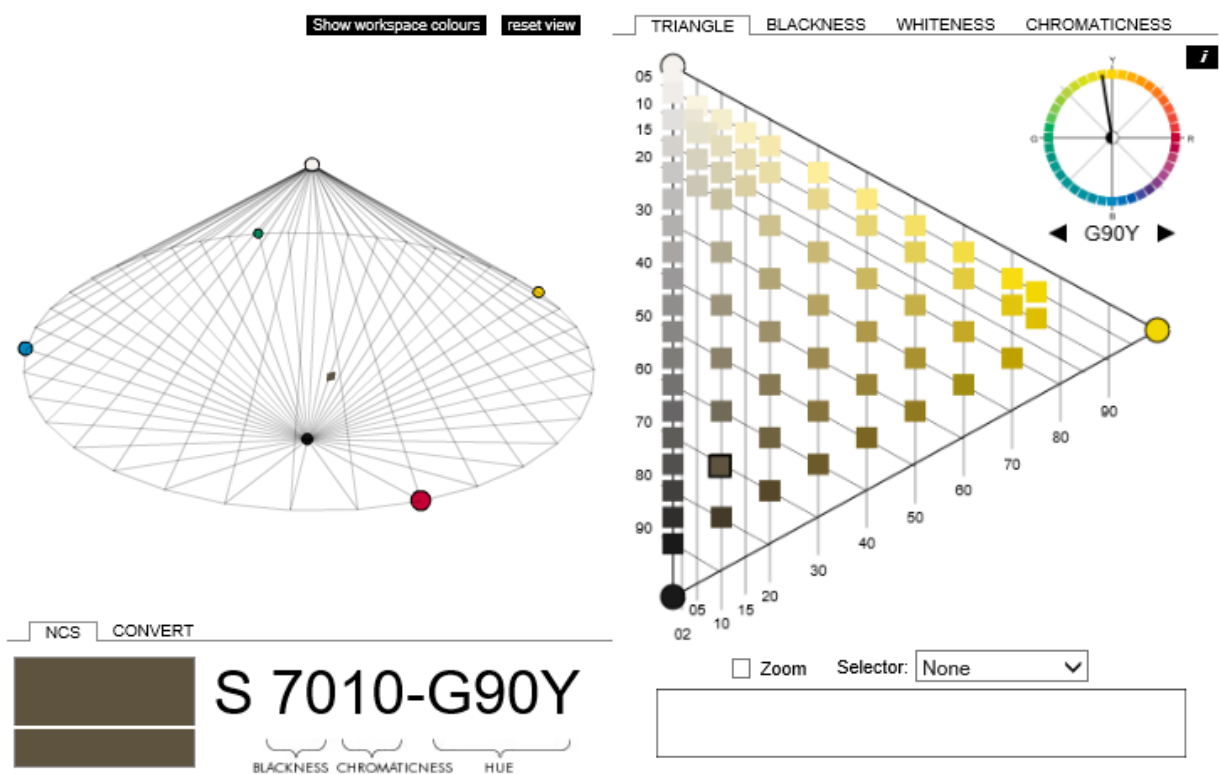 Show workspace colours reset view
TRIANGLE BLACKNESS WHITENESS CHROMATICNESS
i
Y
G R
B
G90Y
05
10
15
20
30
40
50
60
70
80
90
90
80
70
60
50
40
30
20
15
05
10
02
NCS CONVERT
S 7010-G90Y
BLACKNESS CHROMATICNESS HUE
Zoom Selector: None